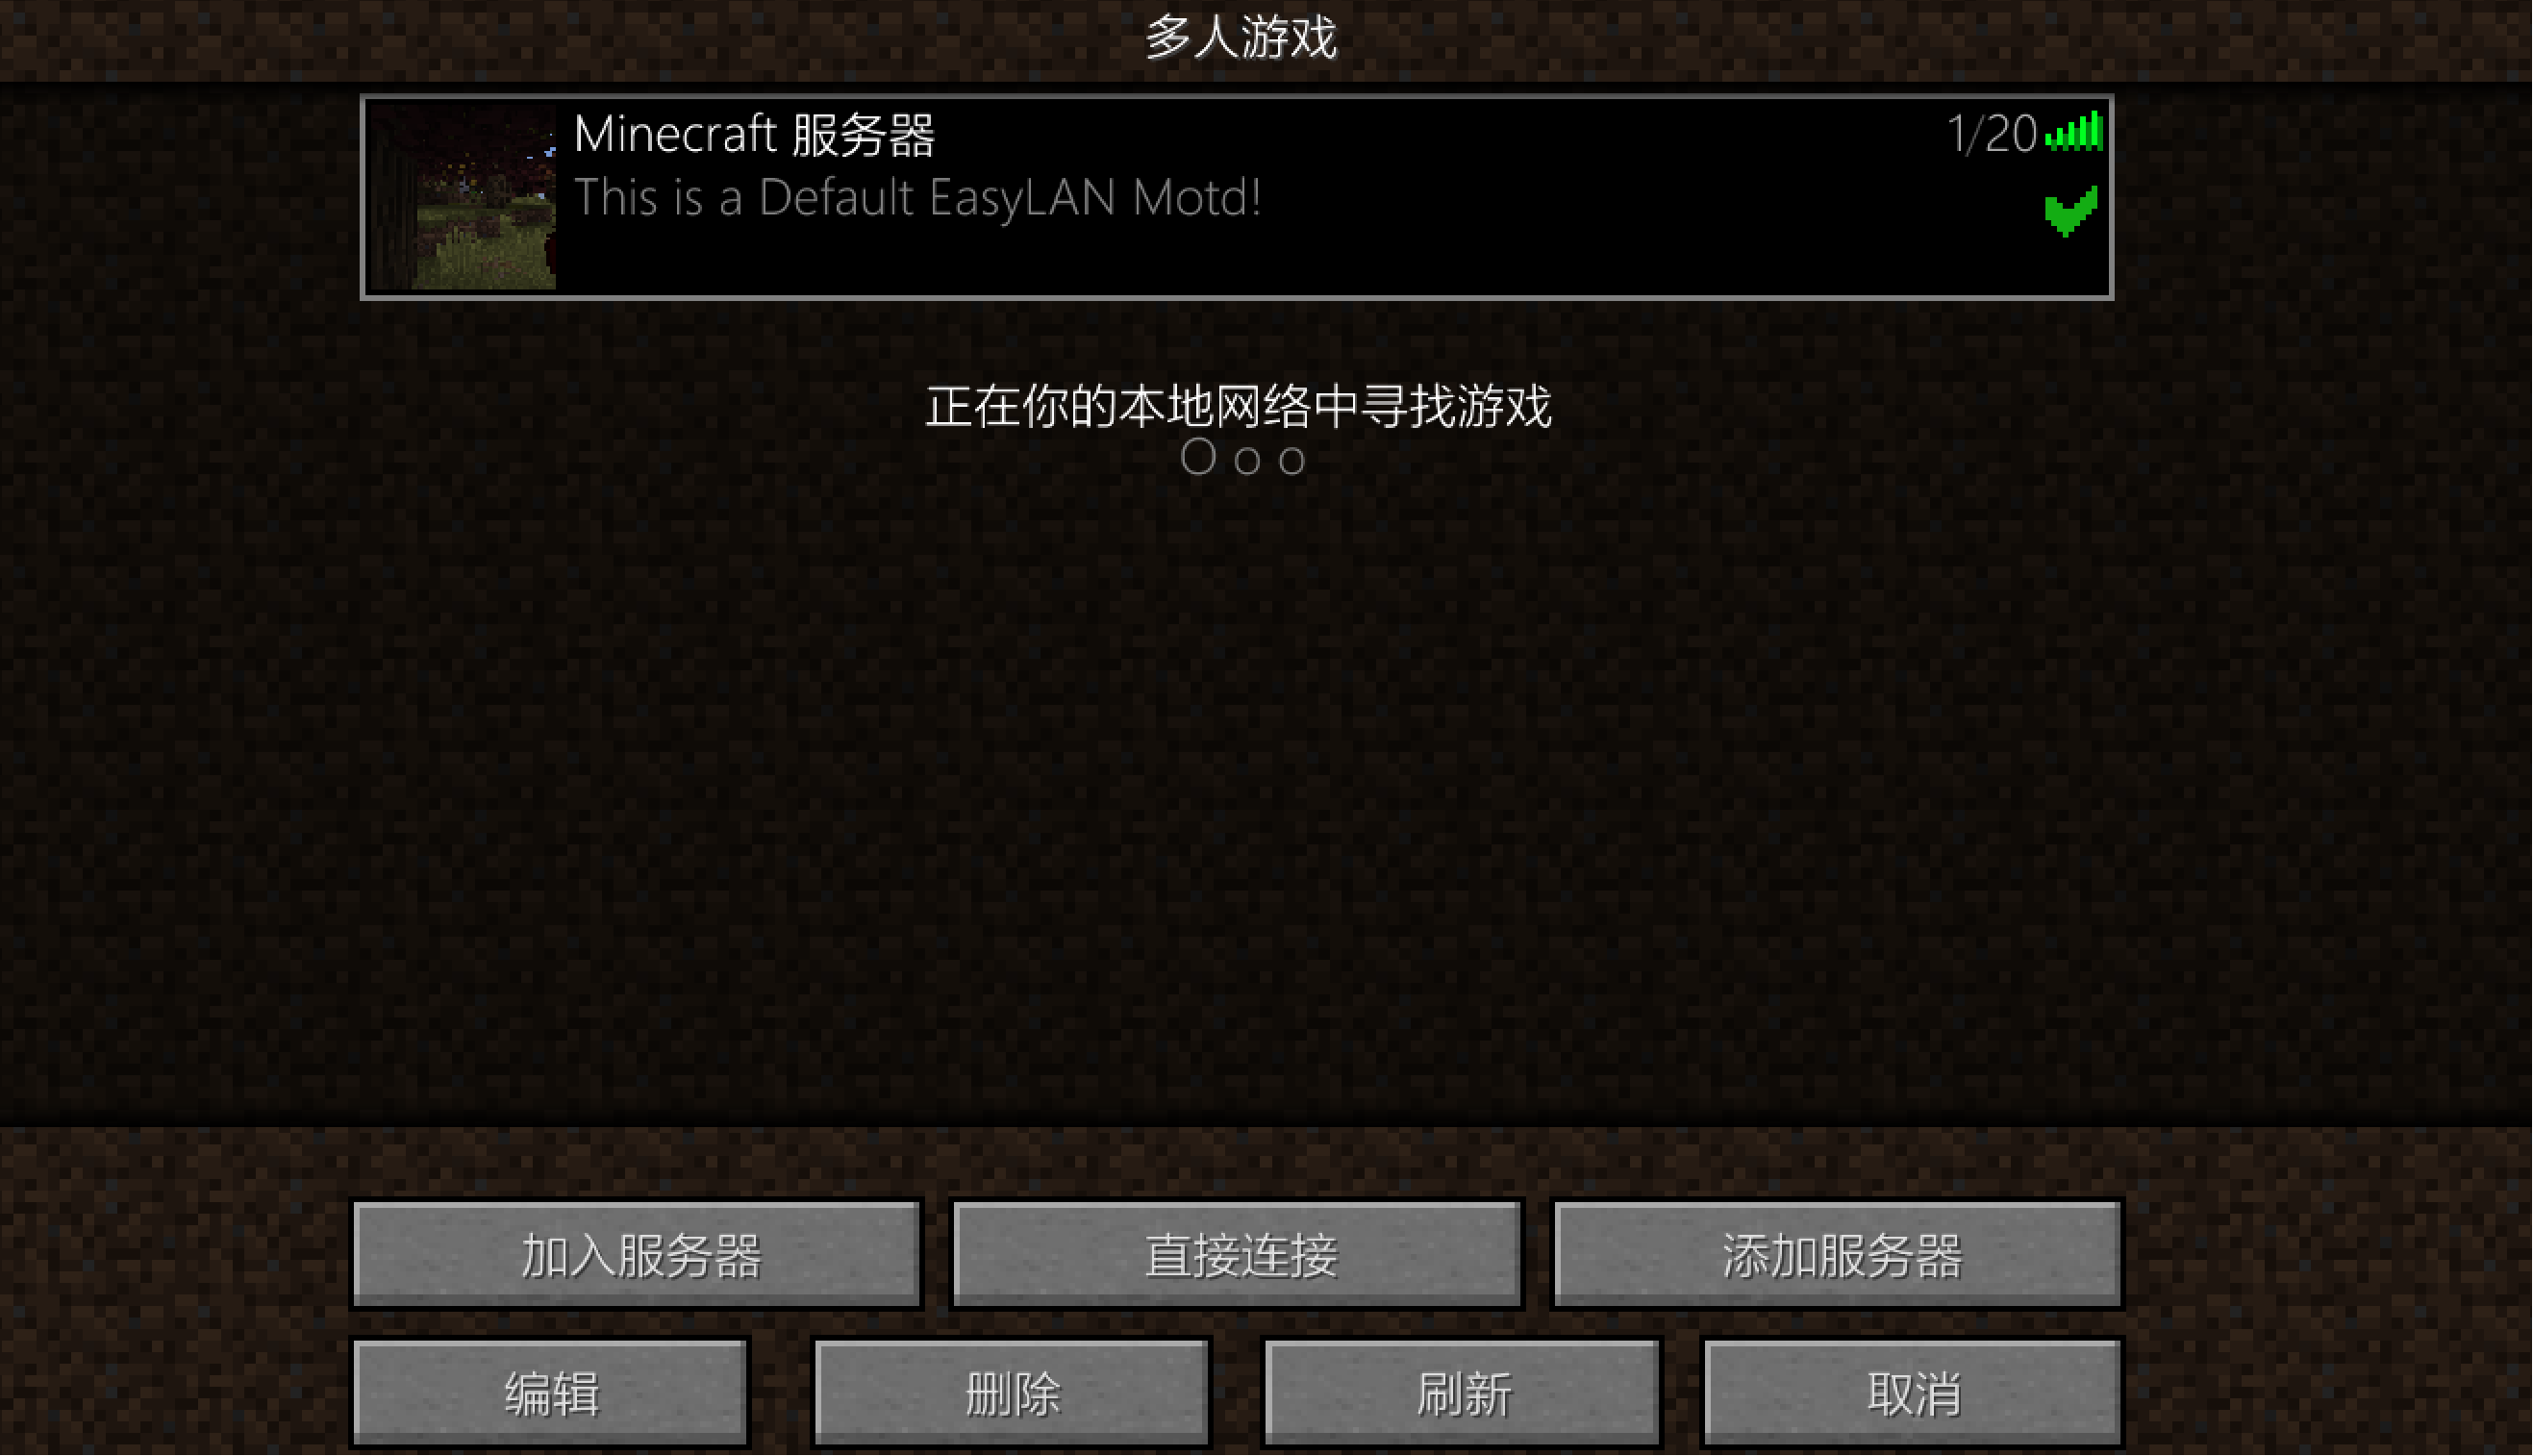 多人游戏
Minecraft 服务器
1/20
This is a Default EasyLAN Motd!
正在你的本地网络中寻找游戏
O o o
加入服务器
直接连接
添加服务器
编辑
删除
刷新
取消